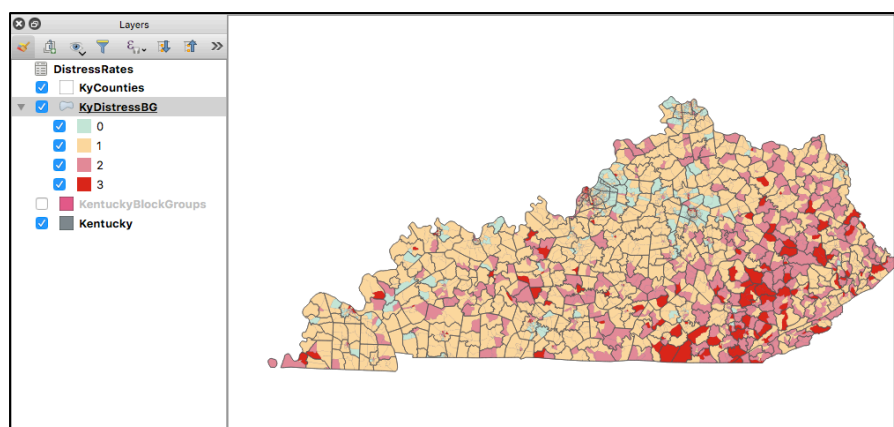 Layers
DistressRates
KyCounties
KyDistressBG
0
1
2
3
KentuckyBlockGroups
Kentucky